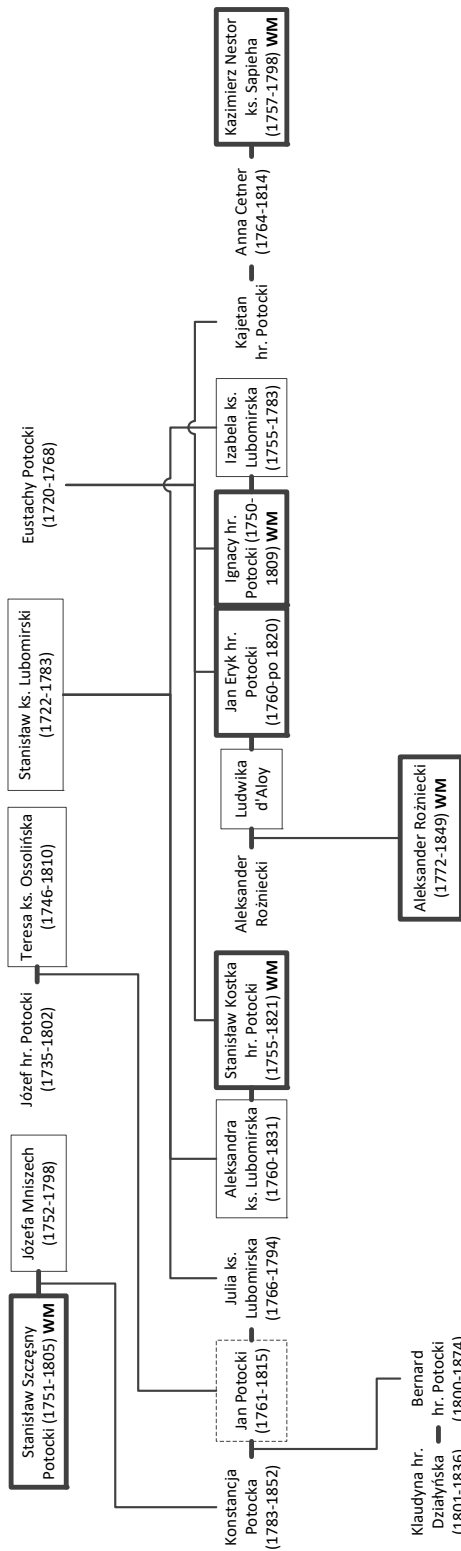 Stanisław Szczęsny
Potocki (1751-1805) WM
Józefa Mniszech
(1752-1798)
Józef hr. Potocki
(1735-1802)
Teresa ks. Ossolińska
(1746-1810)
Stanisław ks. Lubomirski
(1722-1783)
Eustachy Potocki
(1720-1768)
Konstancja
Potocka
(1783-1852)
Jan Potocki
(1761-1815)
Julia ks.
Lubomirska
(1766-1794)
Aleksandra
ks. Lubomirska
(1760-1831)
Stanisław Kostka
hr. Potocki
(1755-1821) WM
Aleksander
Rożniecki
Ludwika
d'Aloy
Jan Eryk hr.
Potocki
(1760-po 1820)
Ignacy hr.
Potocki (1750-
1809) WM
Izabela ks.
Lubomirska
(1755-1783)
Kajetan
hr. Potocki
Anna Cetner
(1764-1814)
Kazimierz Nestor
ks. Sapieha
(1757-1798) WM
Klaudyna hr.
Działyńska
(1801-1836)
Bernard
hr. Potocki
(1800-1874)
Aleksander Rożniecki
(1772-1849) WM